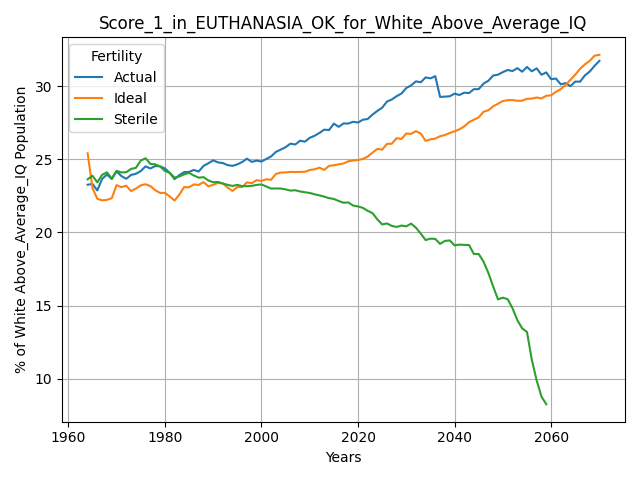 Score_1_in_EUTHANASIA_OK_for_White_Above_Average_IQ
% of White Above_Average_IQ Population
Fertility
Actual
Ideal
Sterile
30
25
20
15
10
1960 1980 2000 2020 2040 2060
Years